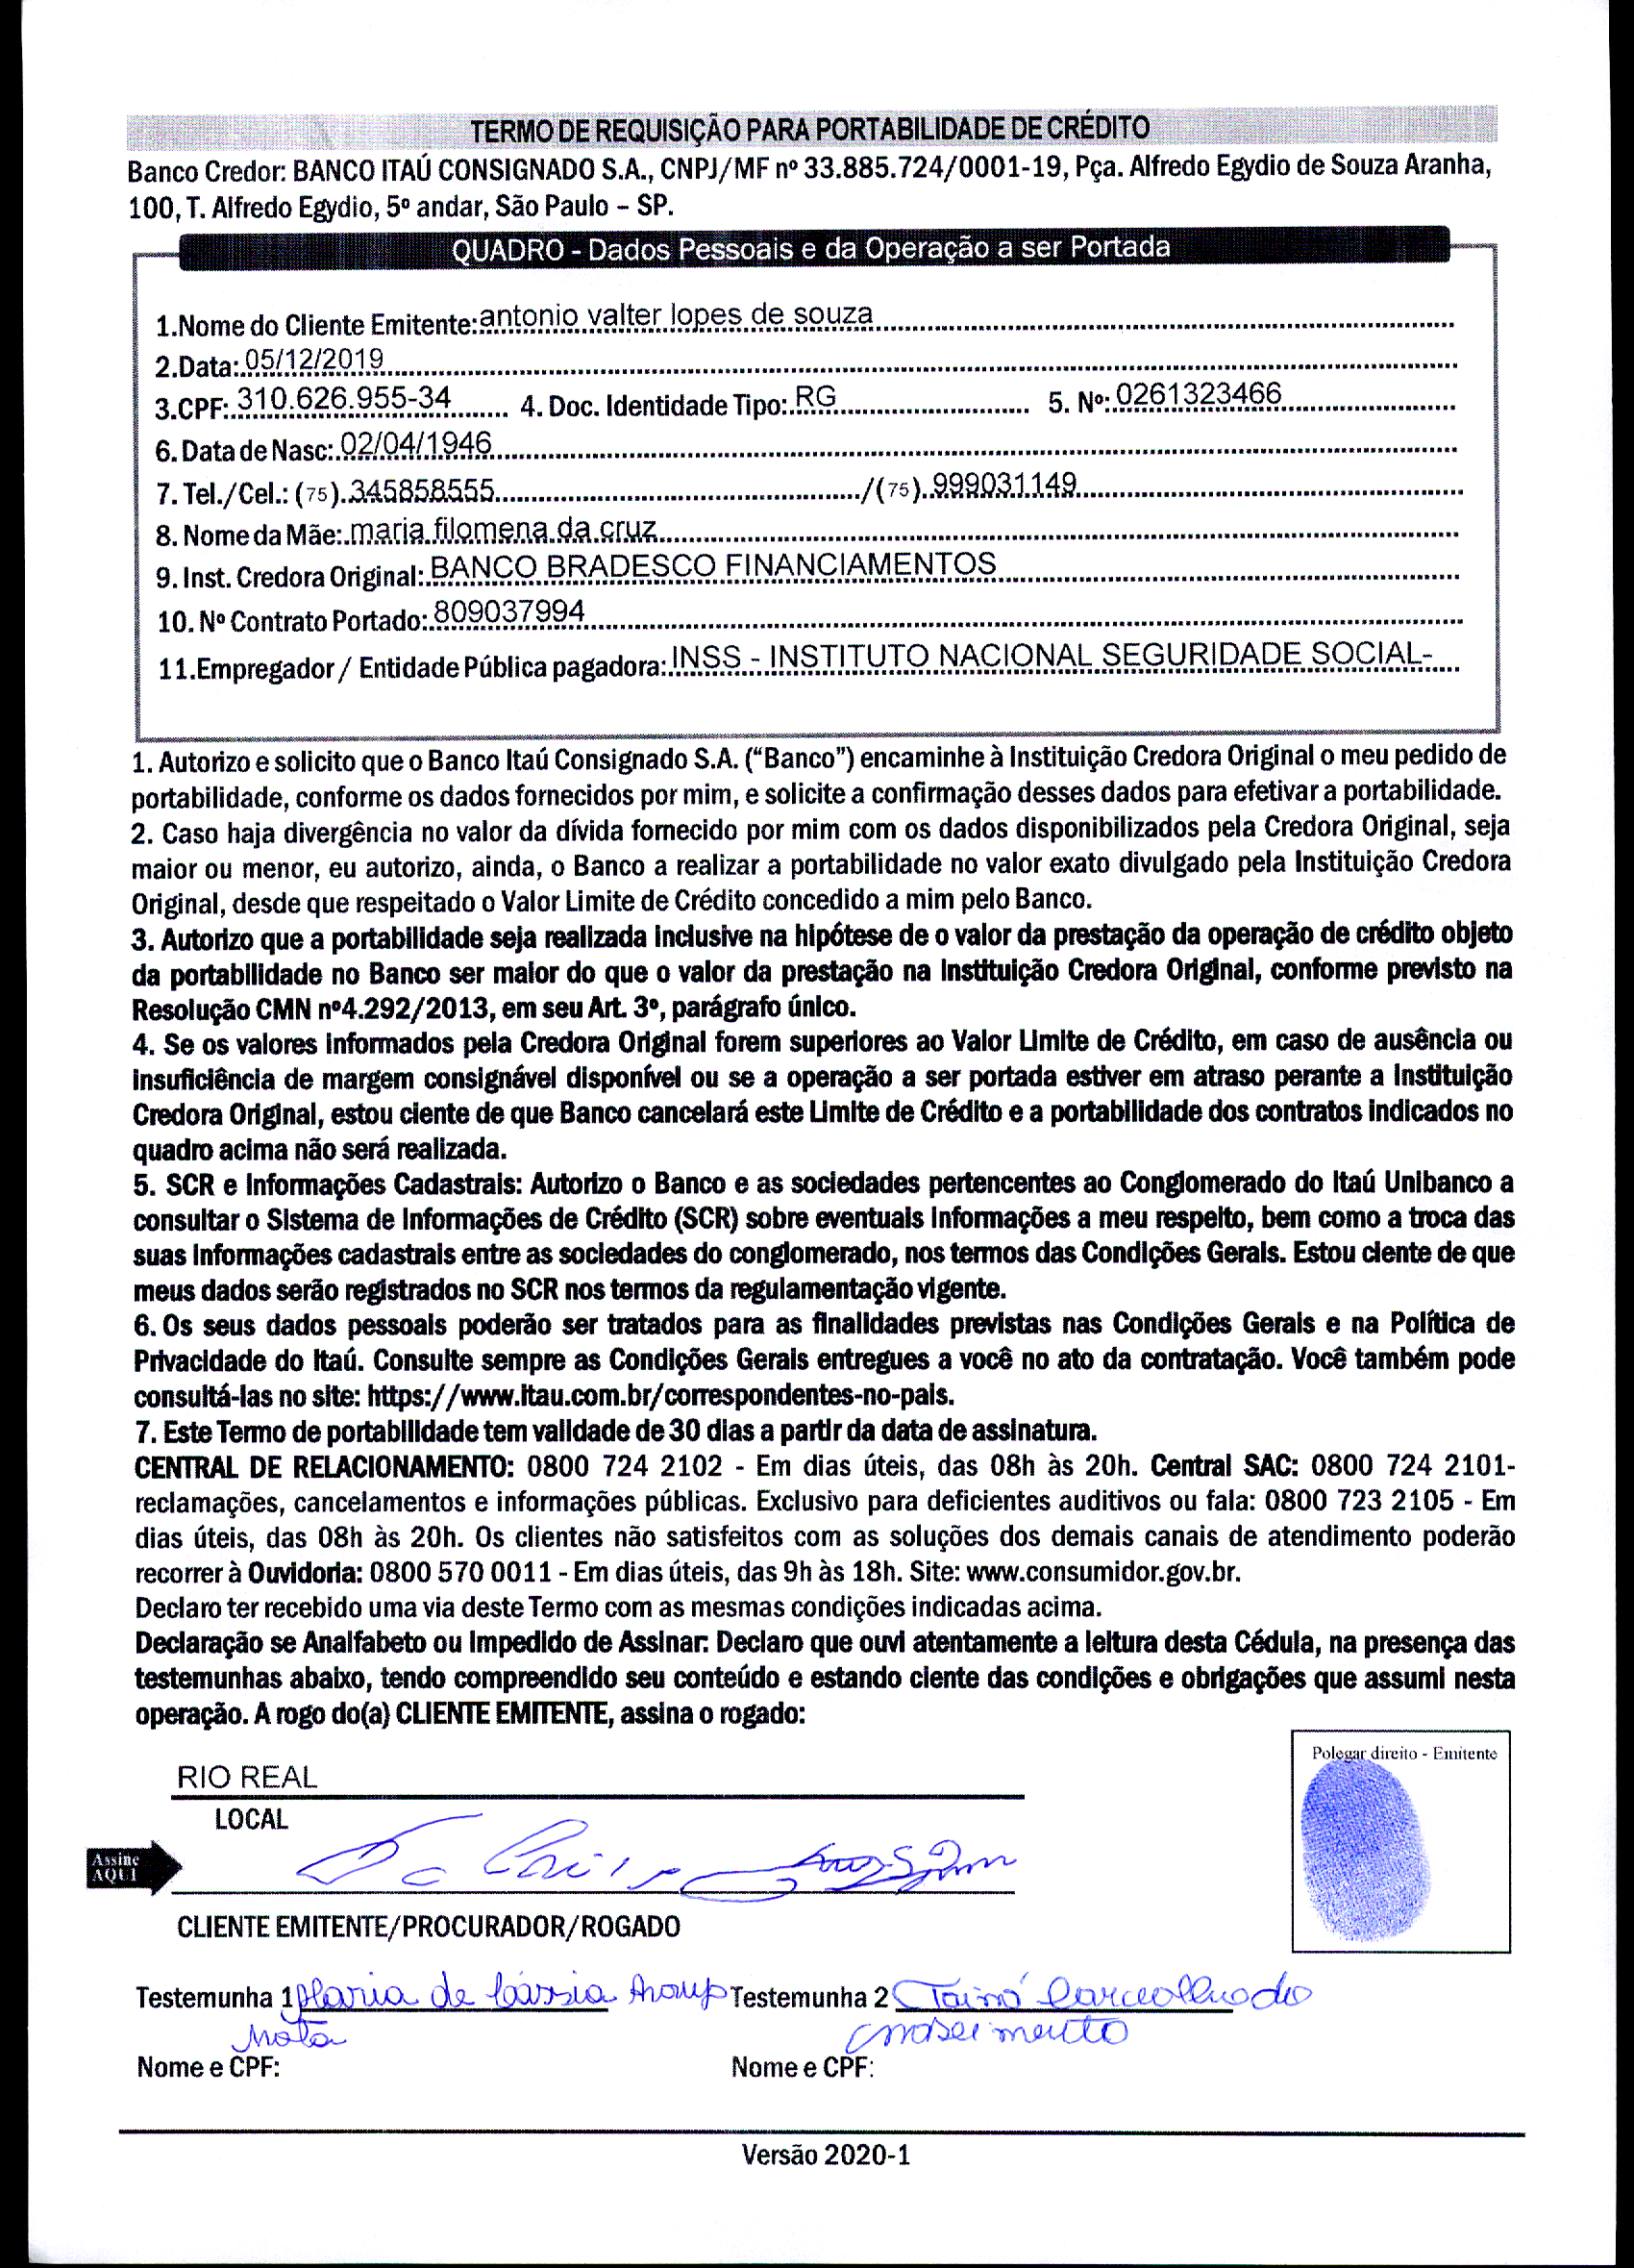 TERMO DE REQUISIÇÃO PARA PORTABILIDADE DE CRÉDITO
Banco Credor: BANCO ITAÚ CONSIGNADO S.A., CNPJ/MF nº 33.885.724/0001-19, Pça. Alfredo Egydio de Souza Aranha,
100, T. Alfredo Egydio, 5º andar, São Paulo – SP.
QUADRO - Dados Pessoais e da Operação a ser Portada
1.Nome do Cliente Emitente: antonio valter lopes de souza
2.Data: 05/12/2019
3.CPF: 310.626.955-34 4. Doc. Identidade Tipo: RG 5. Nº: 0261323466
6. Data de Nasc: 02/04/1946
7. Tel./Cel.: (75) 345858555 /(75) 999031149
8. Nome da Mãe: maria filomena da cruz
9. Inst. Credora Original: BANCO BRADESCO FINANCIAMENTOS
10. Nº Contrato Portado: 809037994
11.Empregador / Entidade Pública pagadora: INSS - INSTITUTO NACIONAL SEGURIDADE SOCIAL-
1. Autorizo e solicito que o Banco Itaú Consignado S.A. (“Banco”) encaminhe à Instituição Credora Original o meu pedido de
portabilidade, conforme os dados fornecidos por mim, e solicite a confirmação desses dados para efetivar a portabilidade.
2. Caso haja divergência no valor da dívida fornecido por mim com os dados disponibilizados pela Credora Original, seja
maior ou menor, eu autorizo, ainda, o Banco a realizar a portabilidade no valor exato divulgado pela Instituição Credora
Original, desde que respeitado o Valor Limite de Crédito concedido a mim pelo Banco.
3. Autorizo que a portabilidade seja realizada inclusive na hipótese de o valor da prestação da operação de crédito objeto
da portabilidade no Banco ser maior do que o valor da prestação na Instituição Credora Original, conforme previsto na
Resolução CMN nº4.292/2013, em seu Art. 3º, parágrafo único.
4. Se os valores informados pela Credora Original forem superiores ao Valor Limite de Crédito, em caso de ausência ou
insuficiência de margem consignável disponível ou se a operação a ser portada estiver em atraso perante a Instituição
Credora Original, estou ciente de que Banco cancelará este Limite de Crédito e a portabilidade dos contratos indicados no
quadro acima não será realizada.
5. SCR e Informações Cadastrais: Autorizo o Banco e as sociedades pertencentes ao Conglomerado do Itaú Unibanco a
consultar o Sistema de Informações de Crédito (SCR) sobre eventuais informações a meu respeito, bem como a troca das
suas informações cadastrais entre as sociedades do conglomerado, nos termos das Condições Gerais. Estou ciente de que
meus dados serão registrados no SCR nos termos da regulamentação vigente.
6. Os seus dados pessoais poderão ser tratados para as finalidades previstas nas Condições Gerais e na Política de
Privacidade do Itaú. Consulte sempre as Condições Gerais entregues a você no ato da contratação. Você também pode
consultá-las no site: https://www.itau.com.br/correspondentes-no-pais.
7. Este Termo de portabilidade tem validade de 30 dias a partir da data de assinatura.
CENTRAL DE RELACIONAMENTO: 0800 724 2102 - Em dias úteis, das 08h às 20h. Central SAC: 0800 724 2101-
reclamações, cancelamentos e informações públicas. Exclusivo para deficientes auditivos ou fala: 0800 723 2105 - Em
dias úteis, das 08h às 20h. Os clientes não satisfeitos com as soluções dos demais canais de atendimento poderão
recorrer à Ouvidoria: 0800 570 0011 - Em dias úteis, das 9h às 18h. Site: www.consumidor.gov.br.
Declaro ter recebido uma via deste Termo com as mesmas condições indicadas acima.
Declaração se Analfabeto ou Impedido de Assinar: Declaro que ouvi atentamente a leitura desta Cédula, na presença das
testemunhas abaixo, tendo compreendido seu conteúdo e estando ciente das condições e obrigações que assumi nesta
operação. A rogo do(a) CLIENTE EMITENTE, assina o rogado:
Polegar direito - Emitente
RIO REAL
LOCAL
Assine
AQUI
CLIENTE EMITENTE/PROCURADOR/ROGADO
Testemunha 1 Maria de Cássia Testemunha 2
Nome e CPF: Nome e CPF:
Versão 2020-1